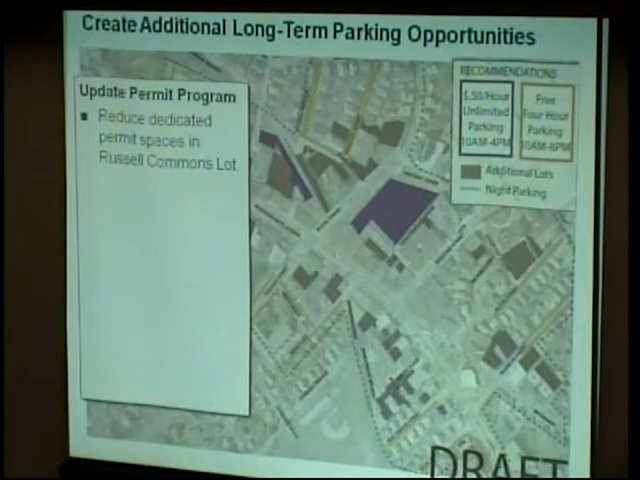 Create Additional Long-Term Parking Opportunities
Update Permit Program
Reduce dedicated
permit spaces in
Russell Commons Lot
RECOMMENDATIONS
$.50/Hour
Unlimited
Parking
10AM-4PM
Free
Four Hour
Parking
10AM-8PM
Additional Lots
Night Parking
DRAFT